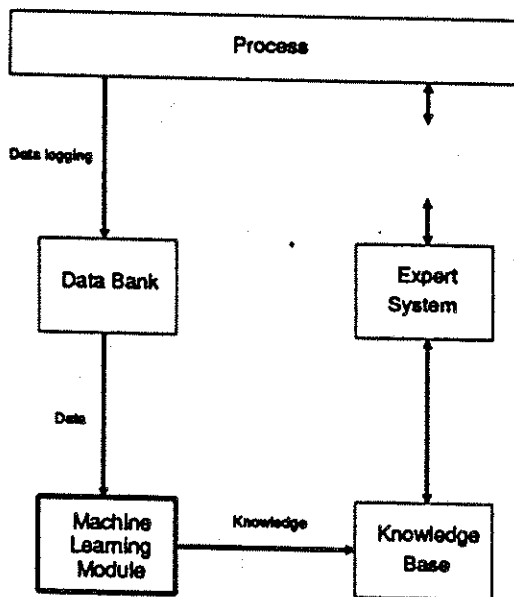 Process
Data logging
Data Bank
Expert
System
Data
Machine
Learning
Module
Knowledge
Knowledge
Base